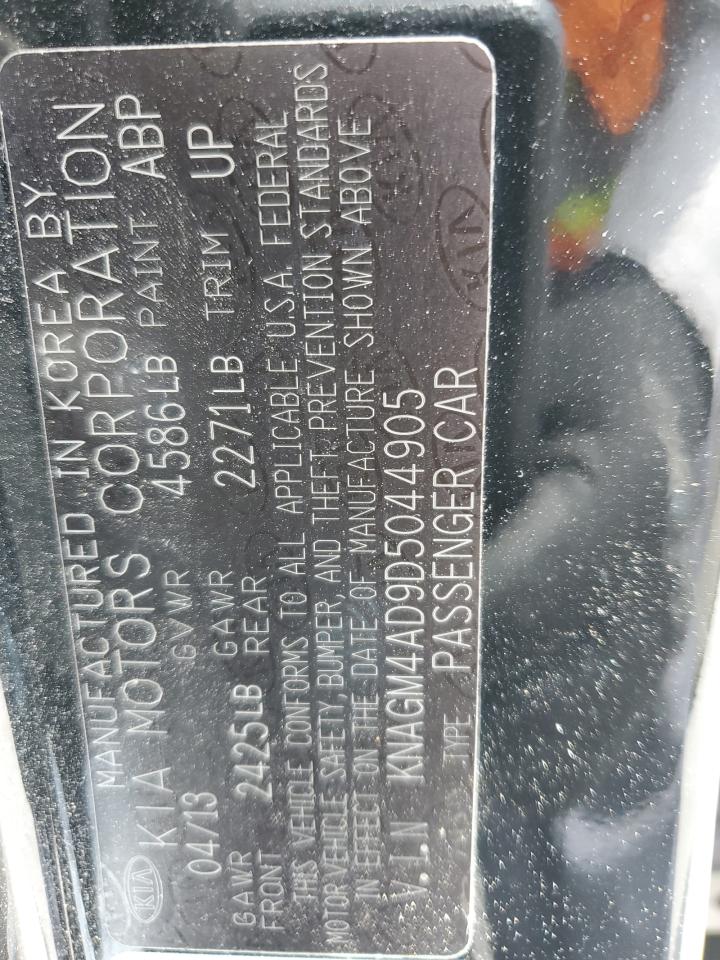 MANUFACTURED IN KOREA BY
KIA KIA MOTORS CORPORATION
04/13 GVWR 4586LB PAINT ABP
GAWR FRONT 2425LB GAWR REAR 2271LB TRIM UP
THIS VEHICLE CONFORMS TO ALL APPLICABLE U.S.A. FEDERAL
MOTOR VEHICLE SAFETY, BUMPER, AND THEFT PREVENTION STANDARDS
IN EFFECT ON THE DATE OF MANUFACTURE SHOWN ABOVE
V.I.N KNAGM4AD9D5044905
TYPE PASSENGER CAR
KIA